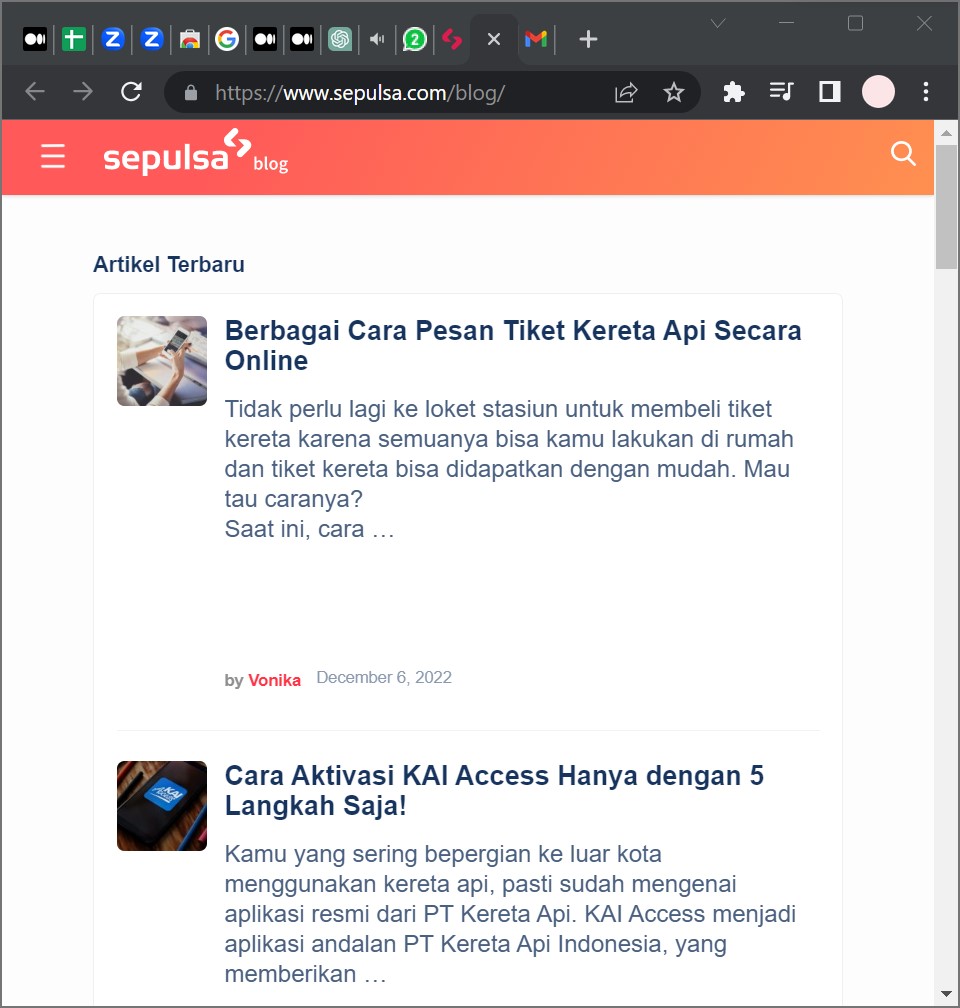 2
https://www.sepulsa.com/blog/
sepulsa blog
Artikel Terbaru
Berbagai Cara Pesan Tiket Kereta Api Secara
Online
Tidak perlu lagi ke loket stasiun untuk membeli tiket
kereta karena semuanya bisa kamu lakukan di rumah
dan tiket kereta bisa didapatkan dengan mudah. Mau
tau caranya?
Saat ini, cara …
by Vonika December 6, 2022
Cara Aktivasi KAI Access Hanya dengan 5
Langkah Saja!
KAI
Kamu yang sering bepergian ke luar kota
menggunakan kereta api, pasti sudah mengenai
aplikasi resmi dari PT Kereta Api. KAI Access menjadi
aplikasi andalan PT Kereta Api Indonesia, yang
memberikan …